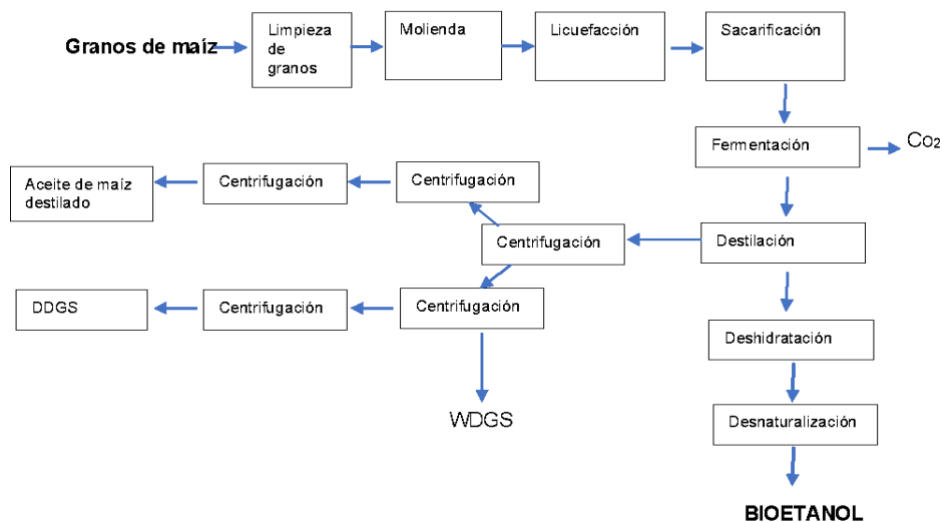 Granos de maíz
Limpieza
de
granos
Molienda
Licuefacción
Sacarificación
Fermentación
Co₂
Aceite de maíz
destilado
Centrifugación
Centrifugación
Centrifugación
Destilación
DDGS
Centrifugación
Centrifugación
Deshidratación
WDGS
Desnaturalización
BIOETANOL